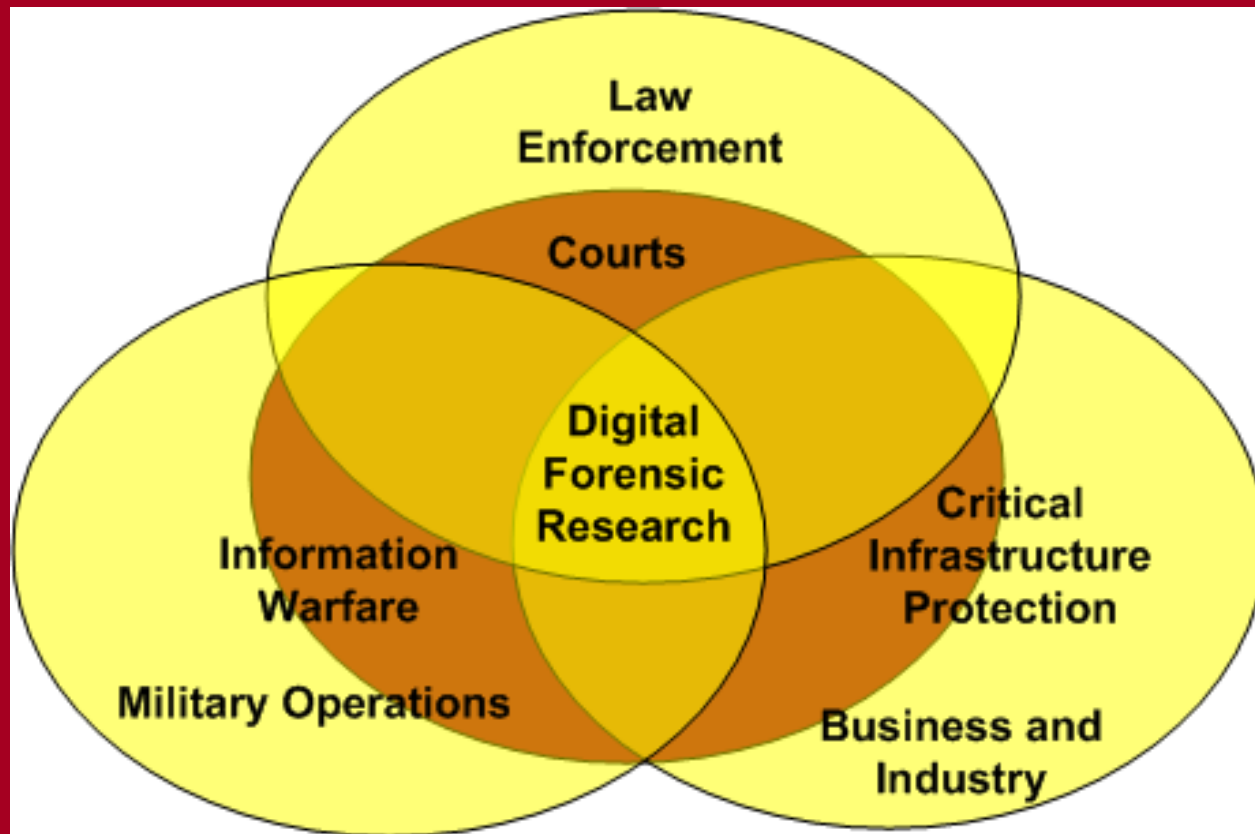 Law
Enforcement
Courts
Digital
Forensic
Research
Information
Warfare
Critical
Infrastructure
Protection
Military Operations
Business and
Industry